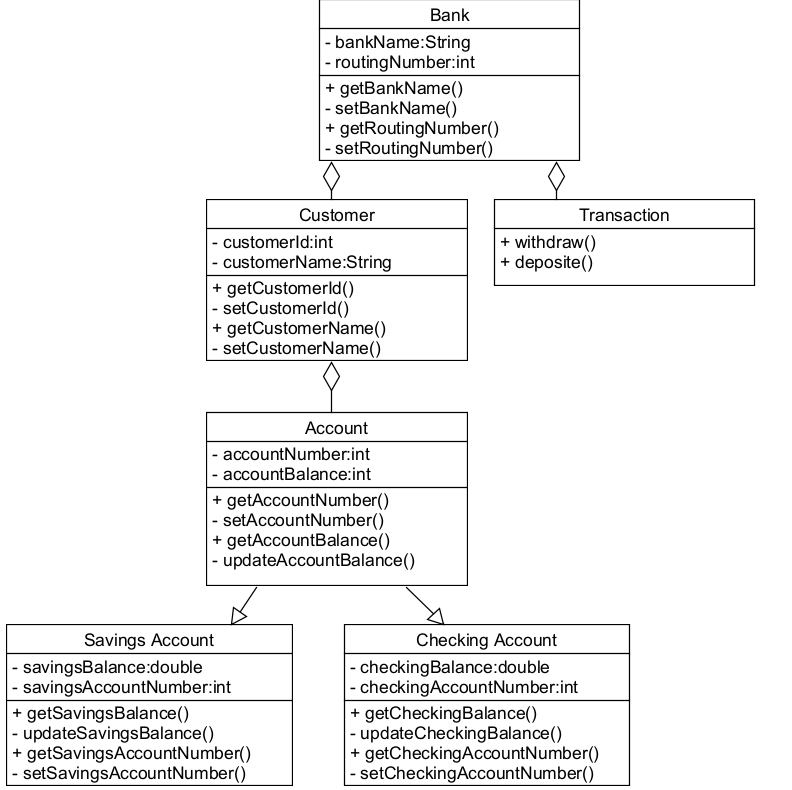 Bank
- bankName:String
- routingNumber:int
+ getBankName()
- setBankName()
+ getRoutingNumber()
- setRoutingNumber()
Customer
- customerId:int
- customerName:String
+ getCustomerId()
- setCustomerId()
+ getCustomerName()
- setCustomerName()
Transaction
+ withdraw()
+ deposite()
Account
- accountNumber:int
- accountBalance:int
+ getAccountNumber()
- setAccountNumber()
+ getAccountBalance()
- updateAccountBalance()
Savings Account
- savingsBalance:double
- savingsAccountNumber:int
+ getSavingsBalance()
- updateSavingsBalance()
+ getSavingsAccountNumber()
- setSavingsAccountNumber()
Checking Account
- checkingBalance:double
- checkingAccountNumber:int
+ getCheckingBalance()
- updateCheckingBalance()
+ getCheckingAccountNumber()
- setCheckingAccountNumber()